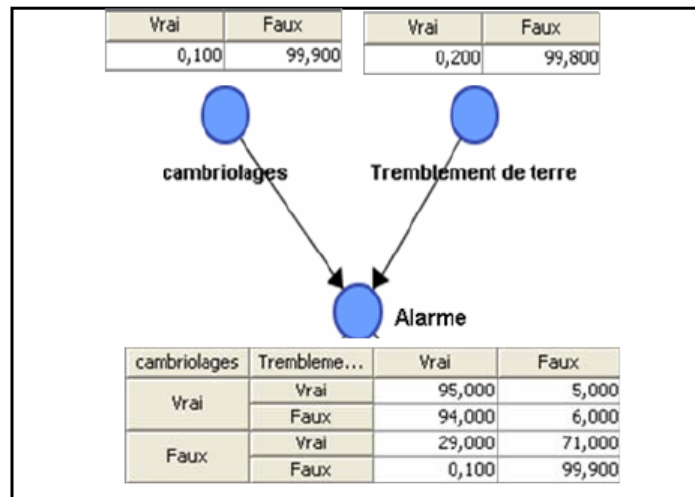 Vrai Faux
0,100 99,900
Vrai Faux
0,200 99,800
cambriolages
Tremblement de terre
Alarme
cambriolages Trembleme... Vrai Faux
Vrai Vrai 95,000 5,000
Faux 94,000 6,000
Faux Vrai 29,000 71,000
Faux 0,100 99,900